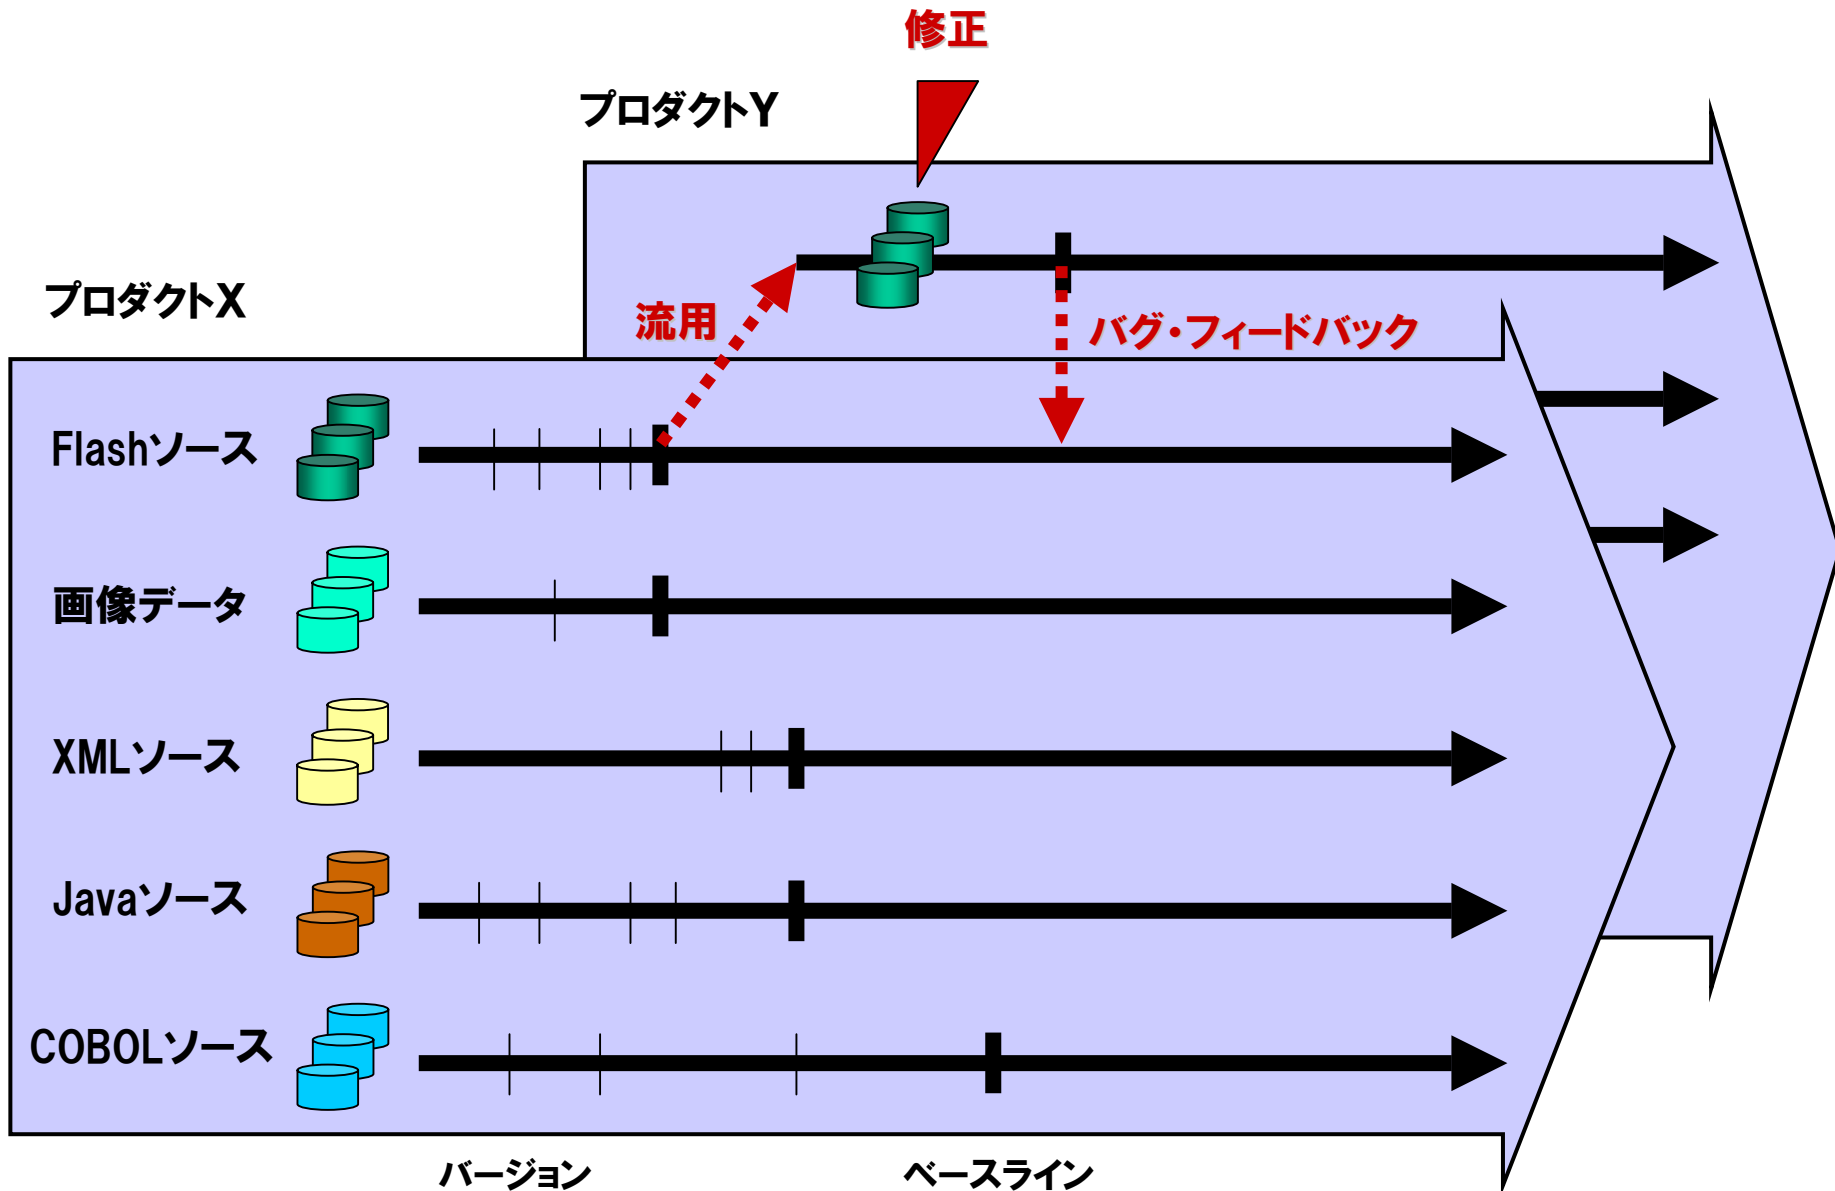 修正
プロダクトY
プロダクトX
流用
バグ・フィードバック
Flashソース
画像データ
XMLソース
Javaソース
COBOLソース
バージョン
ベースライン